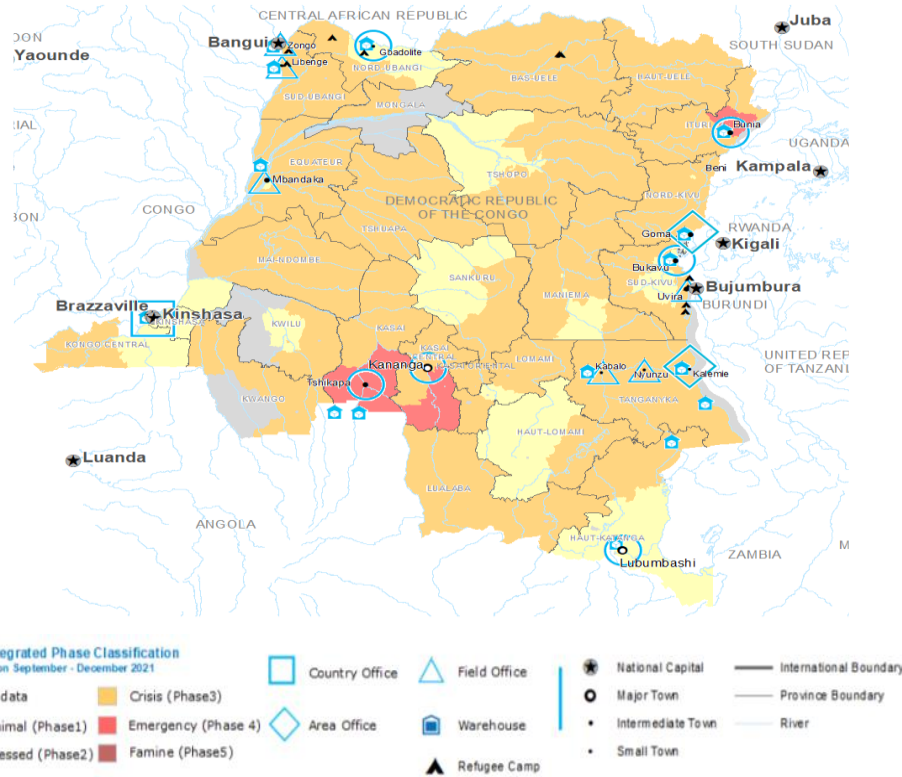 CENTRAL AFRICAN REPUBLIC
Juba
DON
Bangui
Zongo
Gbadolite
SOUTH SUDAN
Yaounde
Libenge
NORD-UBANGI
BAS-UELE
HAUT-UELE
SUD-UBANGI
MONGALA
RIAL
ITURI
Bunia
UGANDA
EQUATEUR
Beni
Kampala
Mbandaka
TSHOPO
NORD-KIVU
DEMOCRATIC REPUBLIC
OF THE CONGO
CONGO
BON
TSHUAPA
RWANDA
Goma
Kigali
MAI-NDOMBE
Bukavu
SANKURU
SUD-KIVU
Bujumbura
MANIEMA
Uvira
BURUNDI
Brazzaville
Kinshasa
KINSHASA
KWILU
KASAI
KONGO CENTRAL
KASAI
CENTRAL
UNITED REP
OF TANZANI
LOMAMI
Kananga
KASAI ORIENTAL
Kabalo
Nyunzu
Kalemie
Tshikapa
KWANGO
TANGANYKA
HAUT-LOMAMI
Luanda
LUALABA
ANGOLA
HAUT-KATANGA
ZAMBIA
M
Lubumbashi
egrated Phase Classification
on September - December 2021
data
Crisis (Phase3)
imal (Phase1)
Emergency (Phase 4)
essed (Phase2)
Famine (Phase5)
Country Office
Area Office
Field Office
Warehouse
Refugee Camp
National Capital
Major Town
Intermediate Town
Small Town
International Boundary
Province Boundary
River